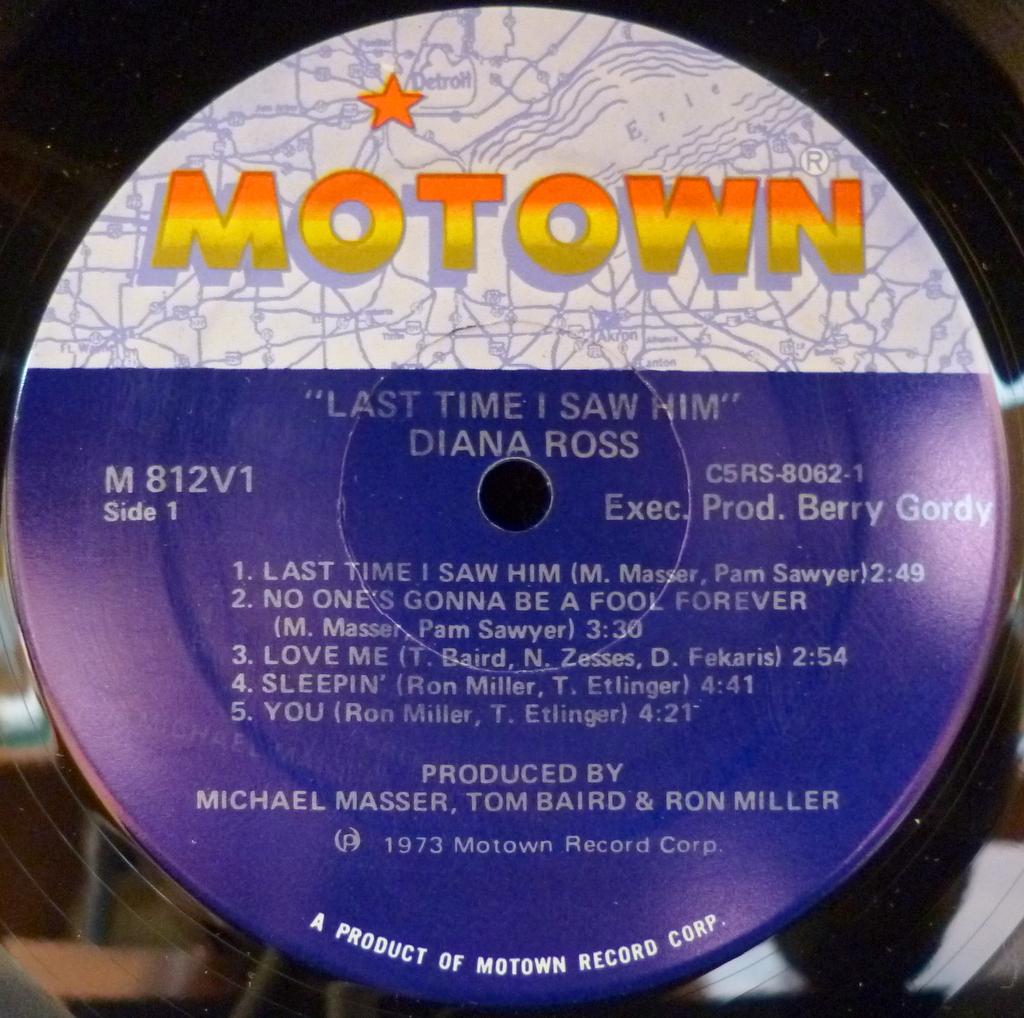 Detroit
Erie
MOTOWN®
Akron
"LAST TIME I SAW HIM"
DIANA ROSS
M 812V1
Side 1
C5RS-8062-1
Exec. Prod. Berry Gordy
1. LAST TIME I SAW HIM (M. Masser, Pam Sawyer) 2:49
2. NO ONE'S GONNA BE A FOOL FOREVER
(M. Masser, Pam Sawyer) 3:30
3. LOVE ME (T. Baird, N. Zesses, D. Fekaris) 2:54
4. SLEEPIN' (Ron Miller, T. Etlinger) 4:41
5. YOU (Ron Miller, T. Etlinger) 4:21
PRODUCED BY
MICHAEL MASSER, TOM BAIRD & RON MILLER
℗ 1973 Motown Record Corp.
A PRODUCT OF MOTOWN RECORD CORP.